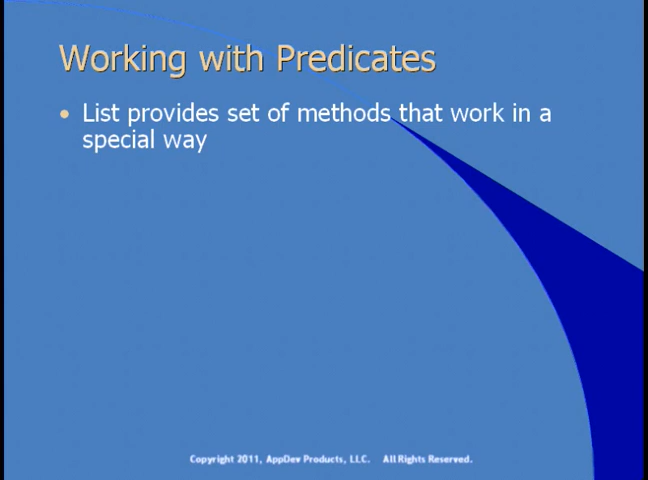 Working with Predicates
• List provides set of methods that work in a
special way
Copyright 2011, AppDev Products, LLC. All Rights Reserved.